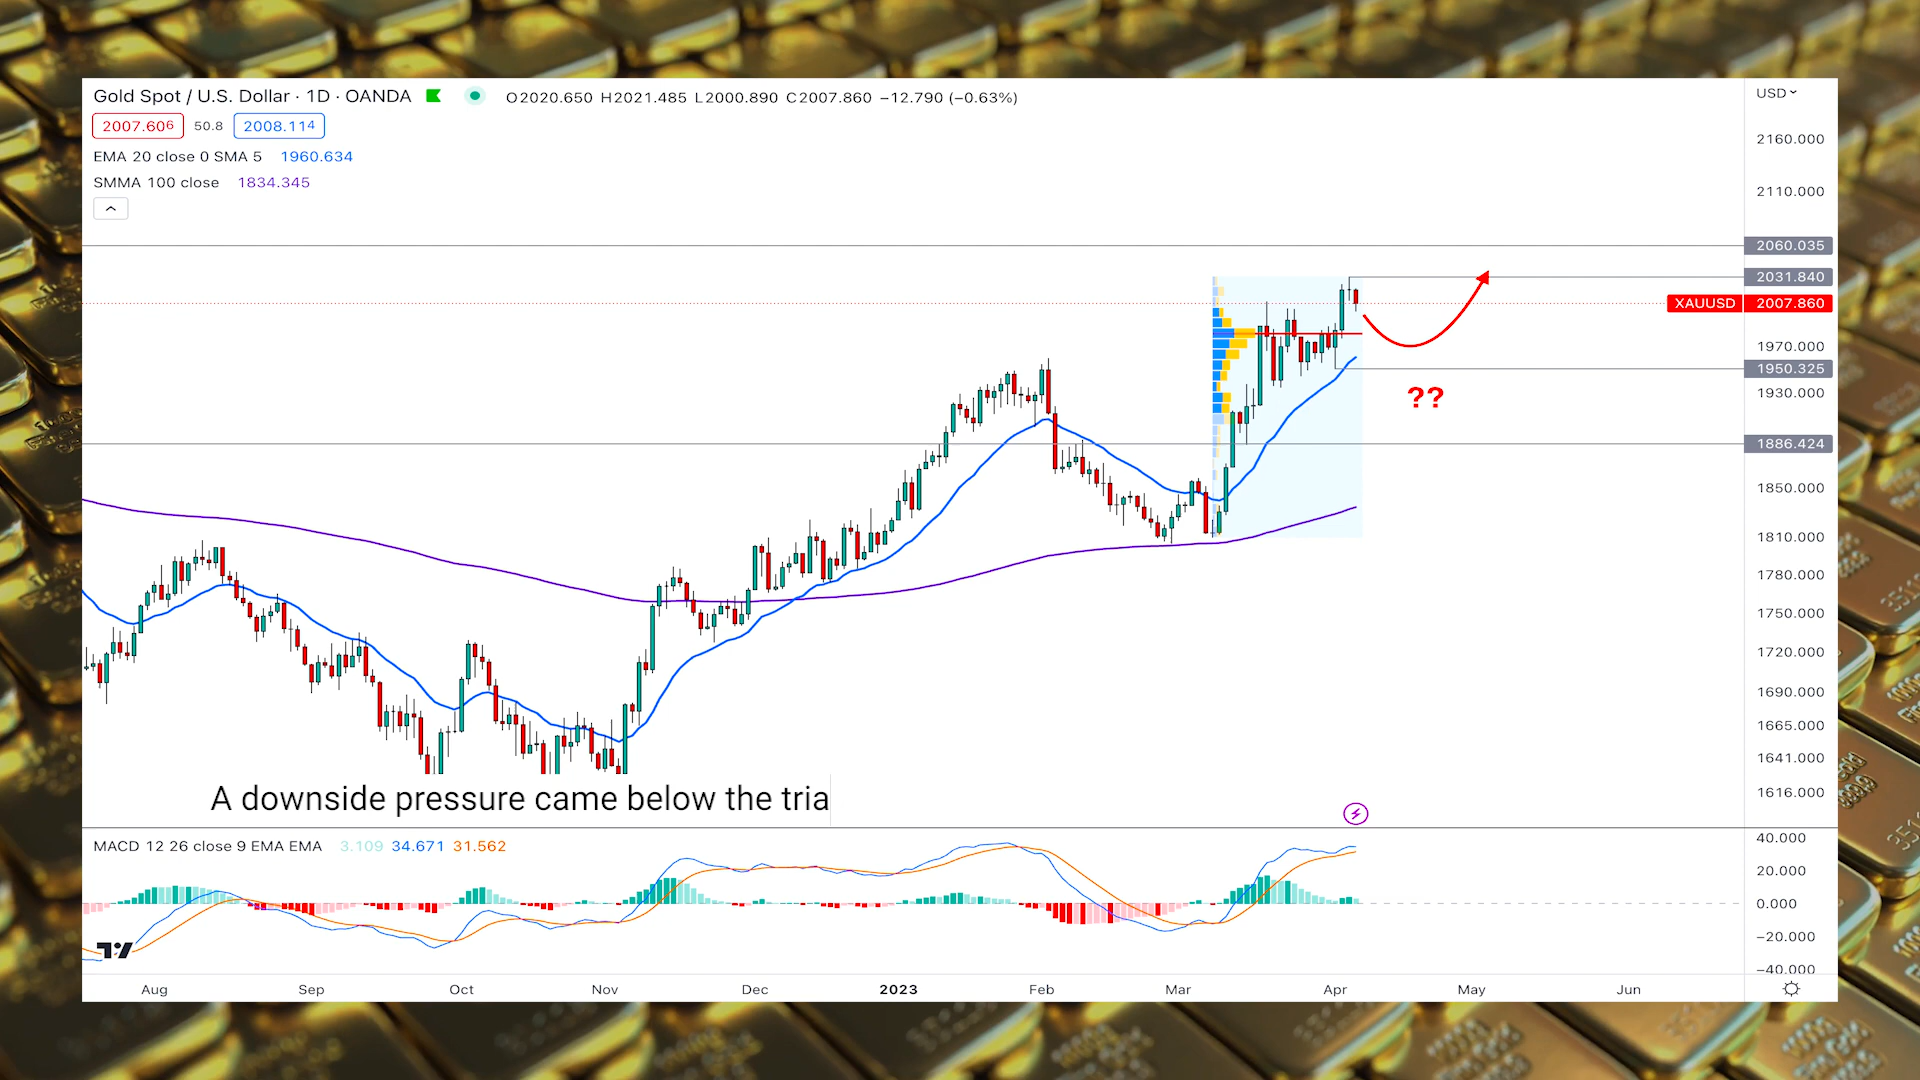 Gold Spot / U.S. Dollar · 1D · OANDA O2020.650 H2021.485 L2000.890 C2007.860 −12.790 (−0.63%)
USD
2007.606 50.8 2008.114
EMA 20 close 0 SMA 5 1960.634
SMMA 100 close 1834.345
2160.000
2110.000
2060.035
2031.840
XAUUSD 2007.860
1970.000
1950.325
1930.000
??
1886.424
1850.000
1810.000
1780.000
1750.000
1720.000
1690.000
1665.000
1641.000
1616.000
A downside pressure came below the tria
MACD 12 26 close 9 EMA EMA 3.109 34.671 31.562
40.000
20.000
0.000
−20.000
−40.000
Aug Sep Oct Nov Dec 2023 Feb Mar Apr May Jun